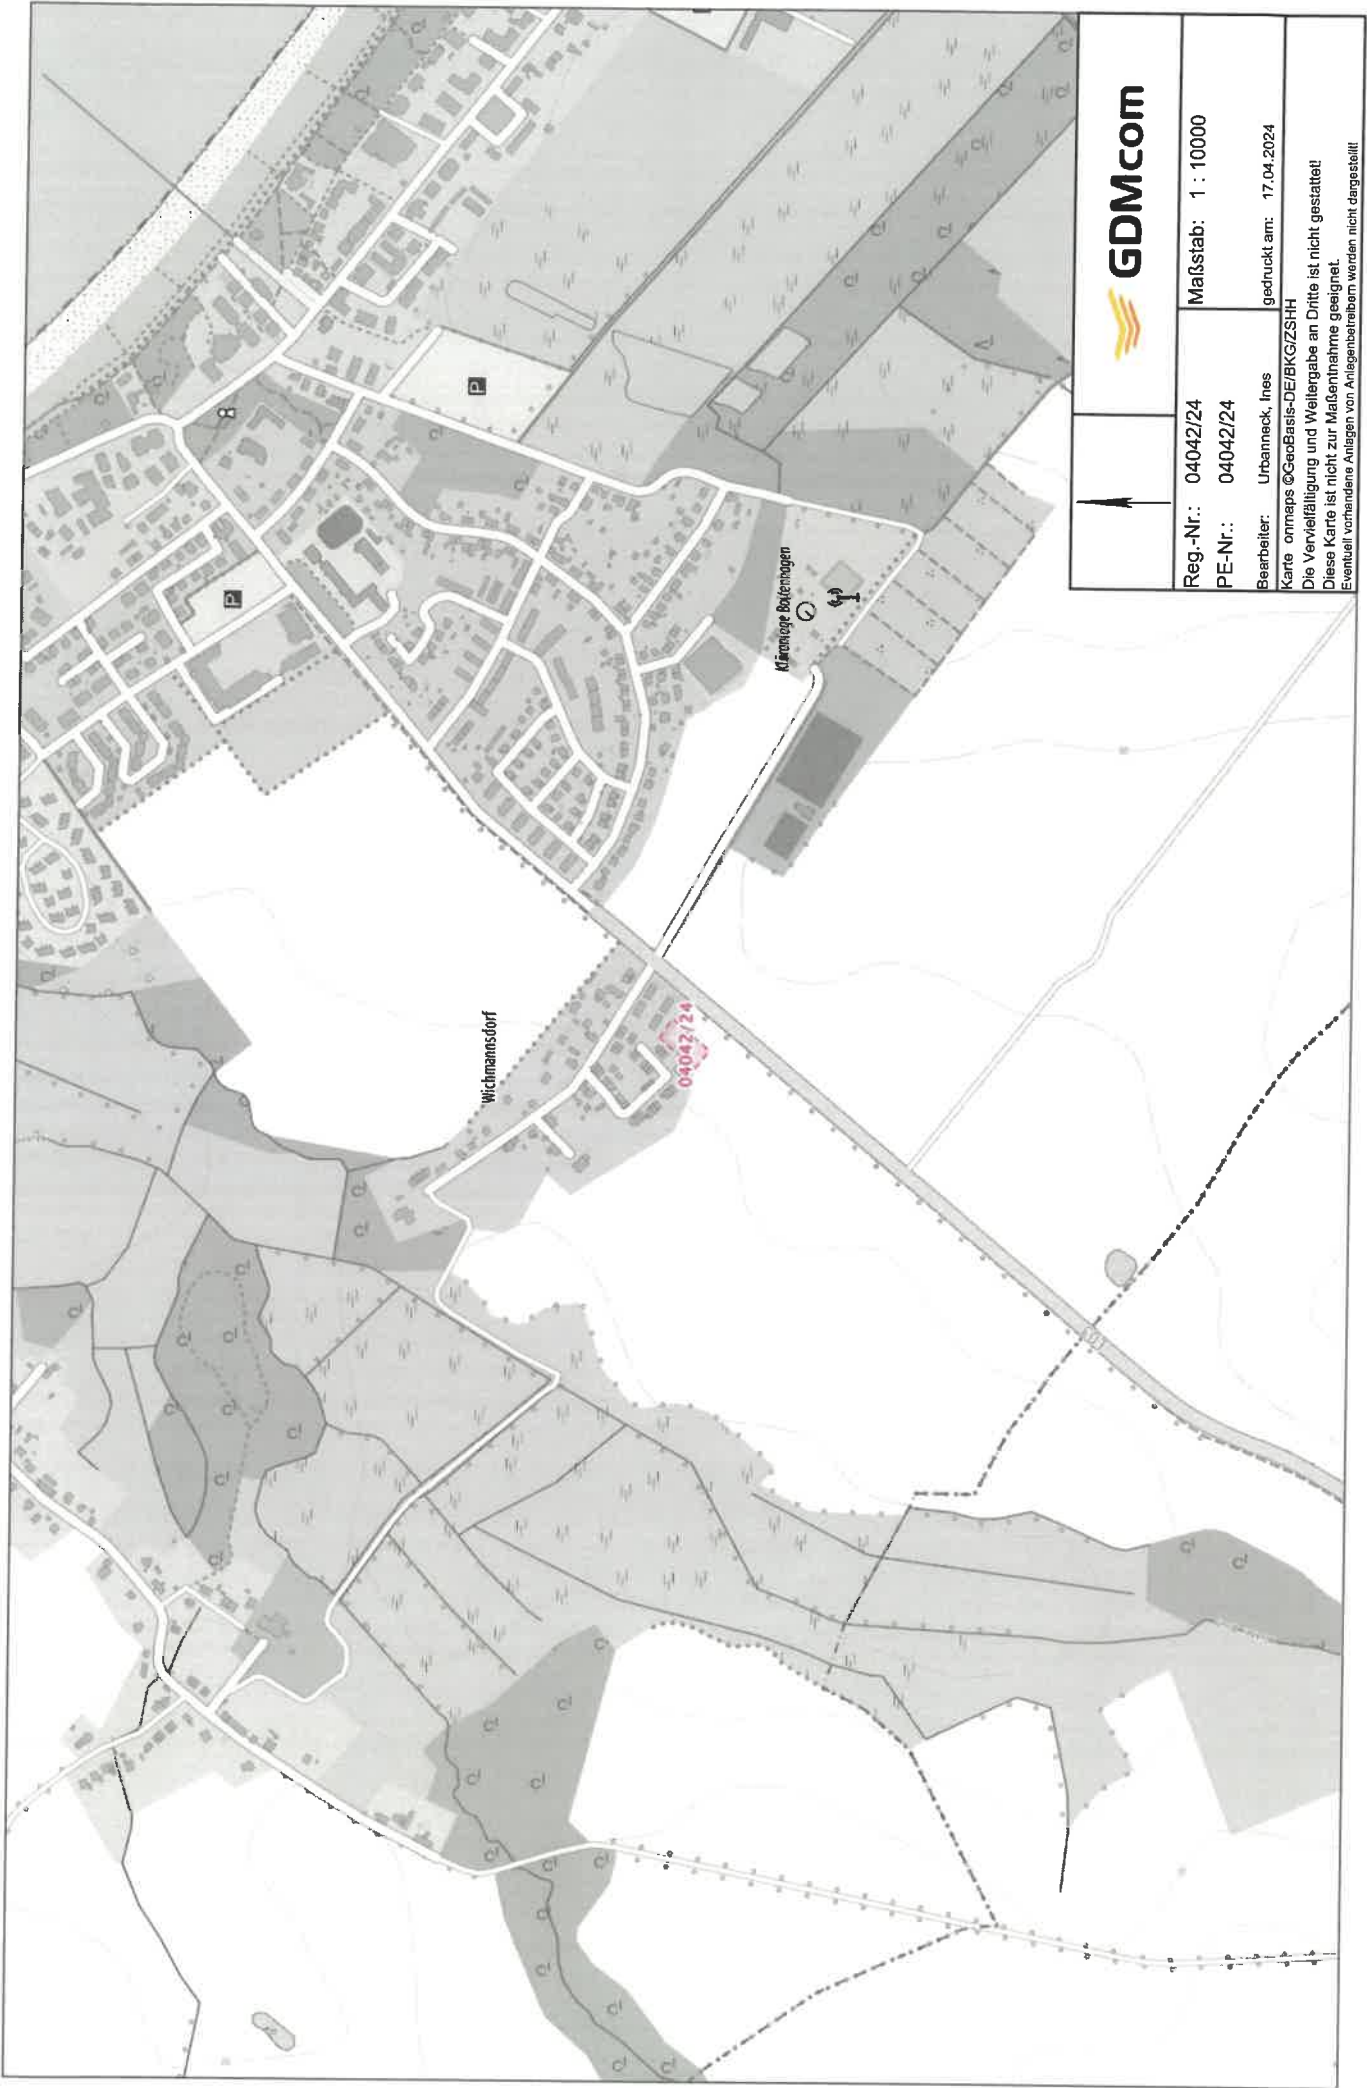 P
P
Kläranlage Boltenhagen
Wichmannsdorf
04042/24
GDMcom
Reg.-Nr.: 04042/24
Maßstab: 1 : 10000
PE-Nr.: 04042/24
Bearbeiter: Urbanneck, Ines
gedruckt am: 17.04.2024
Karte onmaps ©GeoBasis-DE/BKG/ZSHH
Die Vervielfältigung und Weitergabe an Dritte ist nicht gestattet!
Diese Karte ist nicht zur Maßentnahme geeignet.
Eventuell vorhandene Anlagen von Anlagenbetreibern werden nicht dargestellt!